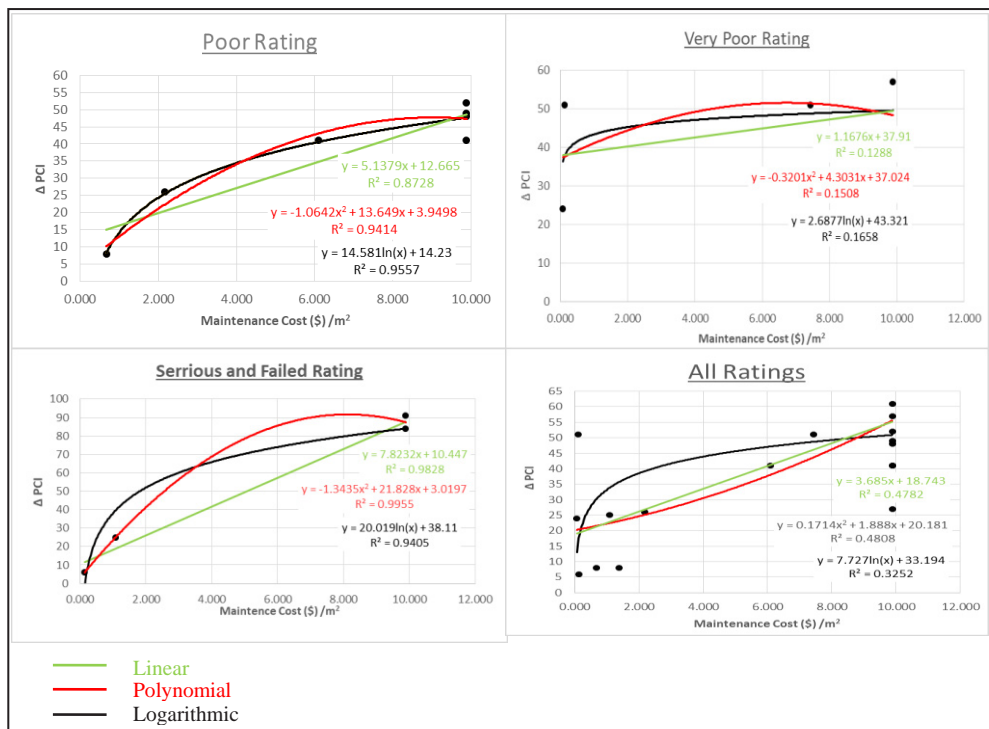 Poor Rating
60
55
50
45
40
35
30
25
20
15
10
5
0
Δ PCI
y = 5.1379x + 12.665
R² = 0.8728
y = -1.0642x² + 13.649x + 3.9498
R² = 0.9414
y = 14.581ln(x) + 14.23
R² = 0.9557
0.000 2.000 4.000 6.000 8.000 10.000
Maintenance Cost ($) /m²
Very Poor Rating
60
50
40
30
20
10
0
Δ PCI
y = 1.1676x + 37.91
R² = 0.1288
y = -0.3201x² + 4.3031x + 37.024
R² = 0.1508
y = 2.6877ln(x) + 43.321
R² = 0.1658
0.000 2.000 4.000 6.000 8.000 10.000 12.000
Maintenance Cost ($) /m²
Serrious and Failed Rating
100
90
80
70
60
50
40
30
20
10
0
Δ PCI
y = 7.8232x + 10.447
R² = 0.9828
y = -1.3435x² + 21.828x + 3.0197
R² = 0.9955
y = 20.019ln(x) + 38.11
R² = 0.9405
0.000 2.000 4.000 6.000 8.000 10.000 12.000
Maintence Cost ($) /m²
All Ratings
65
60
55
50
45
40
35
30
25
20
15
10
5
0
Δ PCI
y = 3.685x + 18.743
R² = 0.4782
y = 0.1714x² + 1.888x + 20.181
R² = 0.4808
y = 7.727ln(x) + 33.194
R² = 0.3252
0.000 2.000 4.000 6.000 8.000 10.000 12.000
Maintenance Cost ($) /m²
Linear
Polynomial
Logarithmic